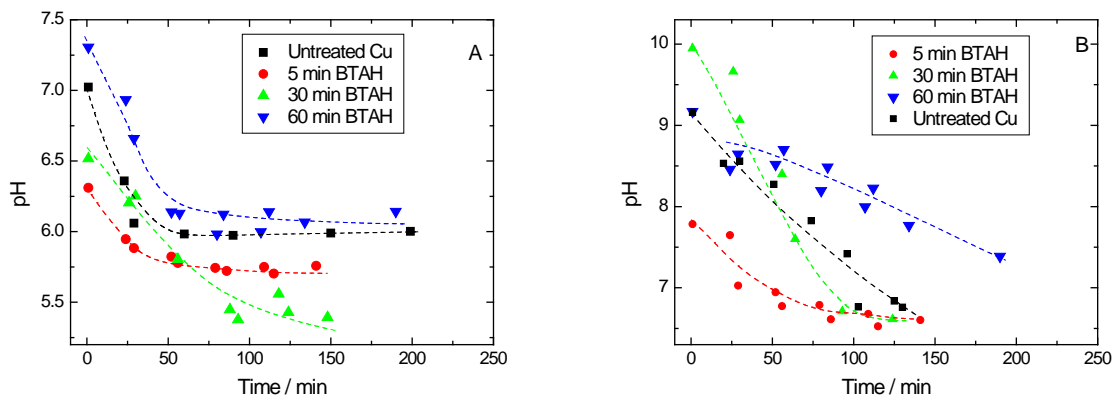 7.5
7.0
6.5
6.0
5.5
pH
Untreated Cu
5 min BTAH
30 min BTAH
60 min BTAH
A
0 50 100 150 200 250
Time / min
10
9
8
7
6
pH
5 min BTAH
30 min BTAH
60 min BTAH
Untreated Cu
B
0 50 100 150 200 250
Time / min